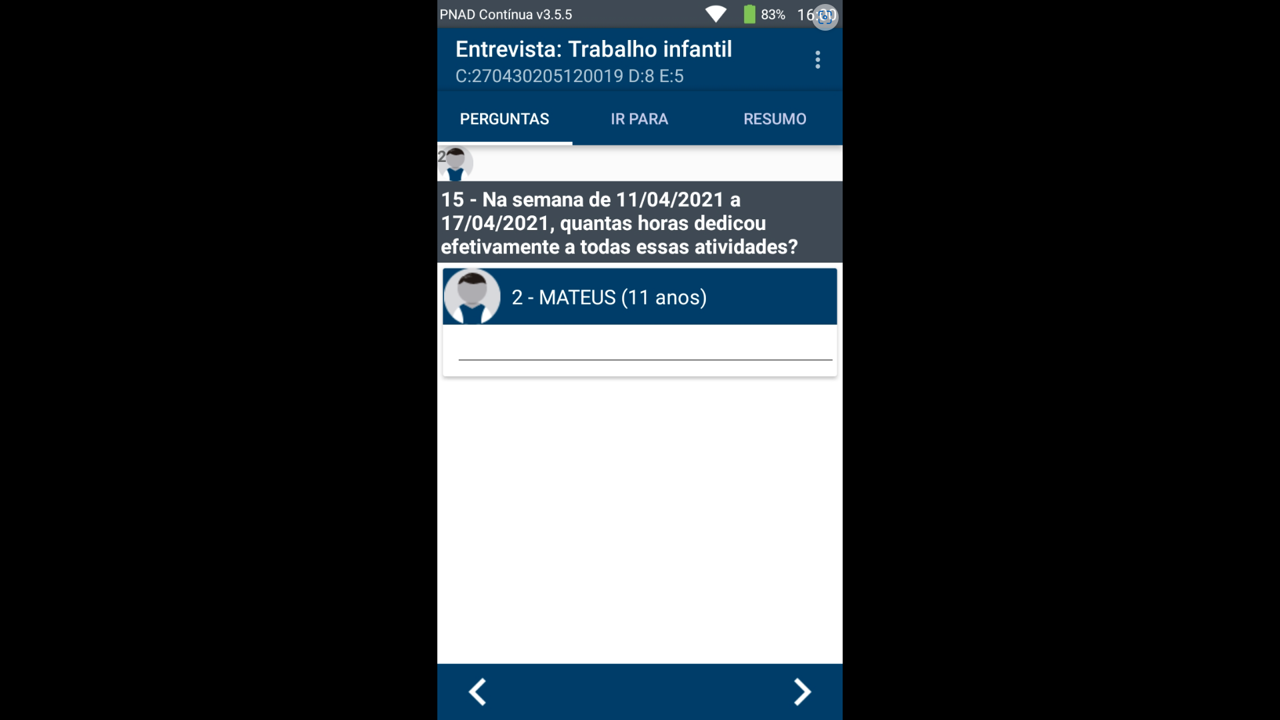 PNAD Contínua v3.5.5
83%
Entrevista: Trabalho infantil
C:270430205120019 D:8 E:5
PERGUNTAS
IR PARA
RESUMO
2
15 - Na semana de 11/04/2021 a
17/04/2021, quantas horas dedicou
efetivamente a todas essas atividades?
2 - MATEUS (11 anos)